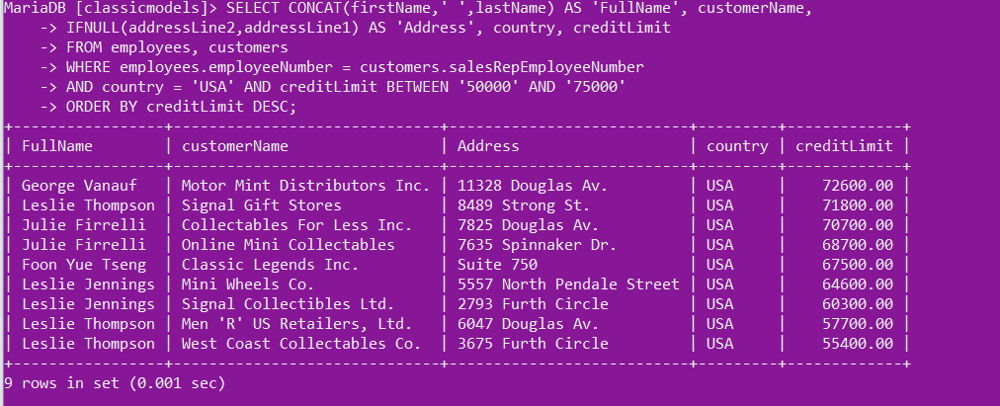 MariaDB [classicmodels]> SELECT CONCAT(firstName,' ',lastName) AS 'FullName', customerName,
    -> IFNULL(addressLine2,addressLine1) AS 'Address', country, creditLimit
    -> FROM employees, customers
    -> WHERE employees.employeeNumber = customers.salesRepEmployeeNumber
    -> AND country = 'USA' AND creditLimit BETWEEN '50000' AND '75000'
    -> ORDER BY creditLimit DESC;
+-----------------+------------------------------+---------------------------+---------+-------------+
| FullName        | customerName                 | Address                   | country | creditLimit |
+-----------------+------------------------------+---------------------------+---------+-------------+
| George Vanauf   | Motor Mint Distributors Inc. | 11328 Douglas Av.         | USA     |    72600.00 |
| Leslie Thompson | Signal Gift Stores           | 8489 Strong St.           | USA     |    71800.00 |
| Julie Firrelli  | Collectables For Less Inc.   | 7825 Douglas Av.          | USA     |    70700.00 |
| Julie Firrelli  | Online Mini Collectables     | 7635 Spinnaker Dr.        | USA     |    68700.00 |
| Foon Yue Tseng  | Classic Legends Inc.         | Suite 750                 | USA     |    67500.00 |
| Leslie Jennings | Mini Wheels Co.              | 5557 North Pendale Street | USA     |    64600.00 |
| Leslie Jennings | Signal Collectibles Ltd.     | 2793 Furth Circle         | USA     |    60300.00 |
| Leslie Thompson | Men 'R' US Retailers, Ltd.   | 6047 Douglas Av.          | USA     |    57700.00 |
| Leslie Thompson | West Coast Collectables Co.  | 3675 Furth Circle         | USA     |    55400.00 |
+-----------------+------------------------------+---------------------------+---------+-------------+
9 rows in set (0.001 sec)